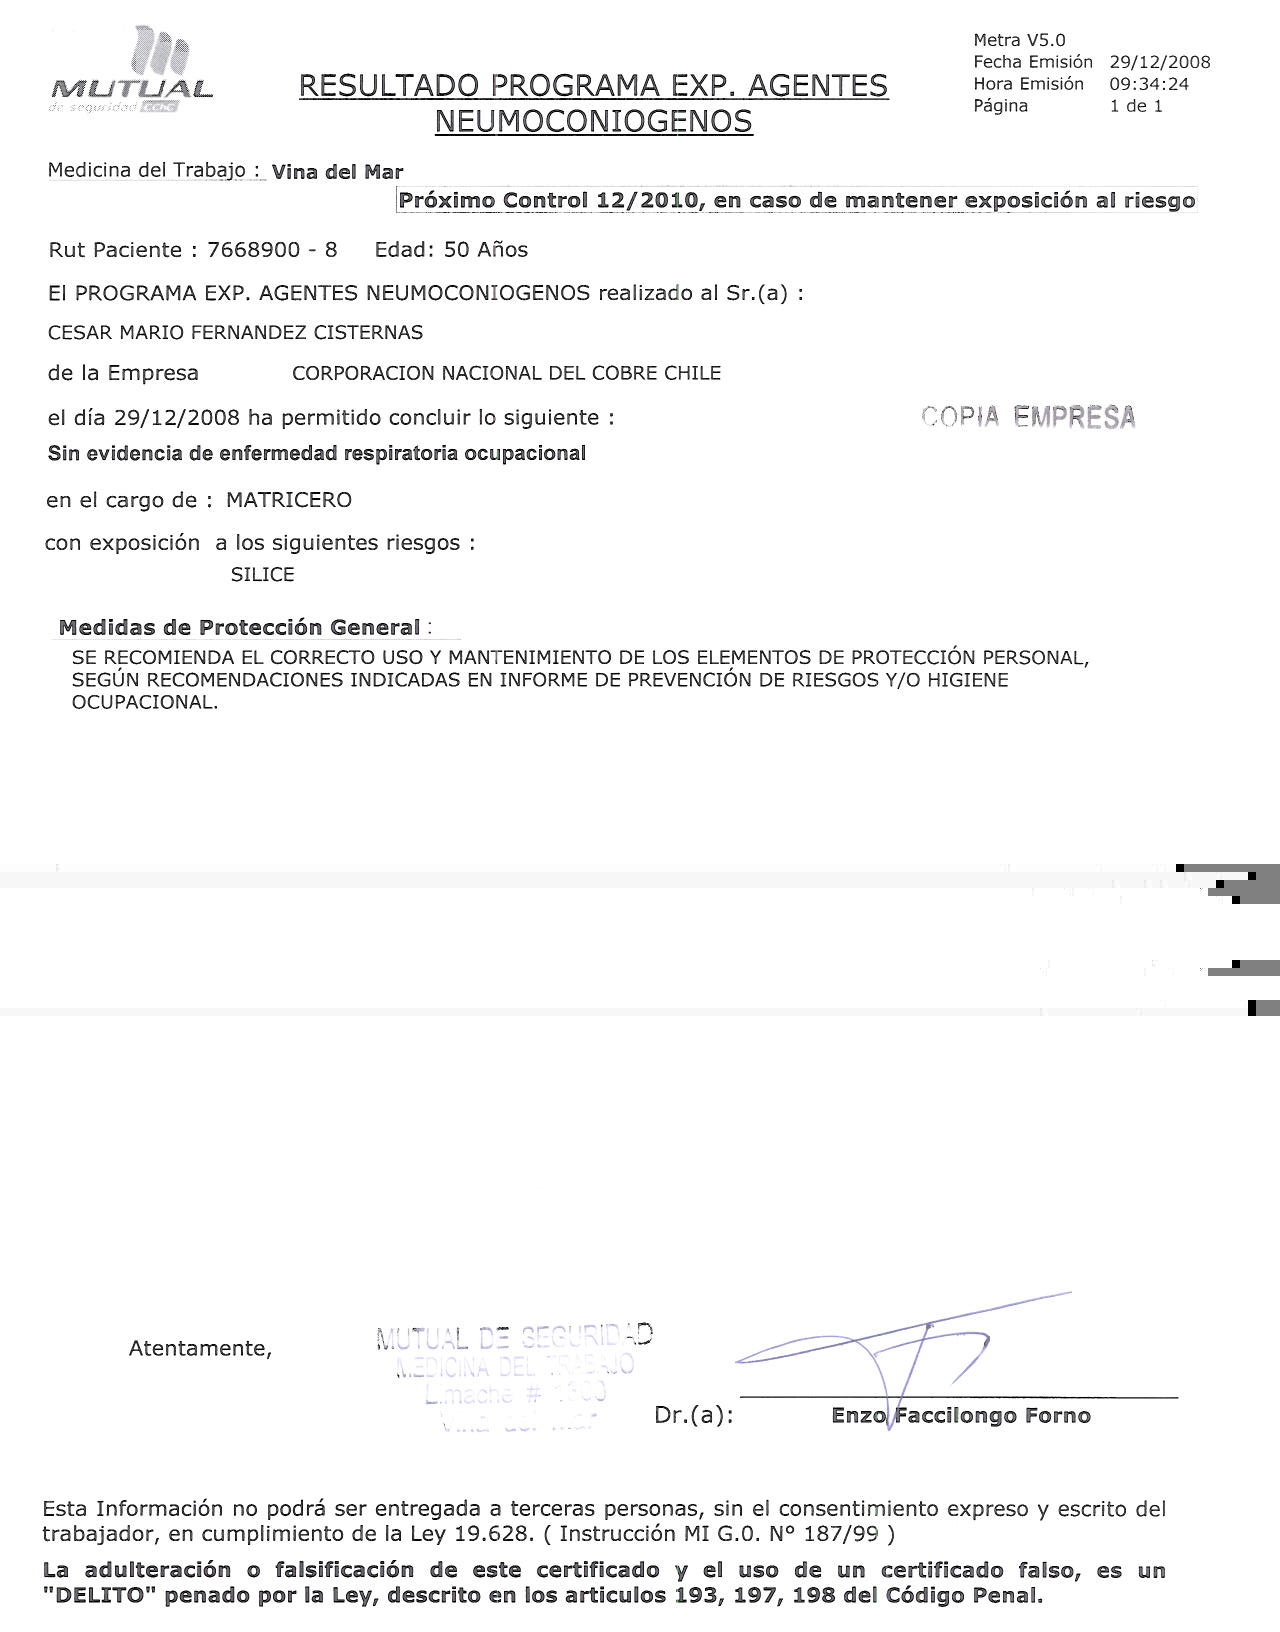 MUTUAL
de seguridad CChC
Metra V5.0
Fecha Emisión 29/12/2008
Hora Emisión 09:34:24
Página 1 de 1
RESULTADO PROGRAMA EXP. AGENTES
NEUMOCONIOGENOS
Medicina del Trabajo : Vina del Mar
Próximo Control 12/2010, en caso de mantener exposición al riesgo
Rut Paciente : 7668900 - 8 Edad: 50 Años
El PROGRAMA EXP. AGENTES NEUMOCONIOGENOS realizado al Sr.(a) :
CESAR MARIO FERNANDEZ CISTERNAS
de la Empresa CORPORACION NACIONAL DEL COBRE CHILE
el día 29/12/2008 ha permitido concluir lo siguiente :
COPIA EMPRESA
Sin evidencia de enfermedad respiratoria ocupacional
en el cargo de : MATRICERO
con exposición a los siguientes riesgos :
SILICE
Medidas de Protección General :
SE RECOMIENDA EL CORRECTO USO Y MANTENIMIENTO DE LOS ELEMENTOS DE PROTECCIÓN PERSONAL,
SEGÚN RECOMENDACIONES INDICADAS EN INFORME DE PREVENCIÓN DE RIESGOS Y/O HIGIENE
OCUPACIONAL.
Atentamente,
MUTUAL DE SEGURIDAD
MEDICINA DEL TRABAJO
Limache #
Vina del Mar
Dr.(a): Enzo Faccilongo Forno
Esta Información no podrá ser entregada a terceras personas, sin el consentimiento expreso y escrito del
trabajador, en cumplimiento de la Ley 19.628. ( Instrucción MI G.O. Nº 187/99 )
La adulteración o falsificación de este certificado y el uso de un certificado falso, es un
"DELITO" penado por la Ley, descrito en los articulos 193, 197, 198 del Código Penal.